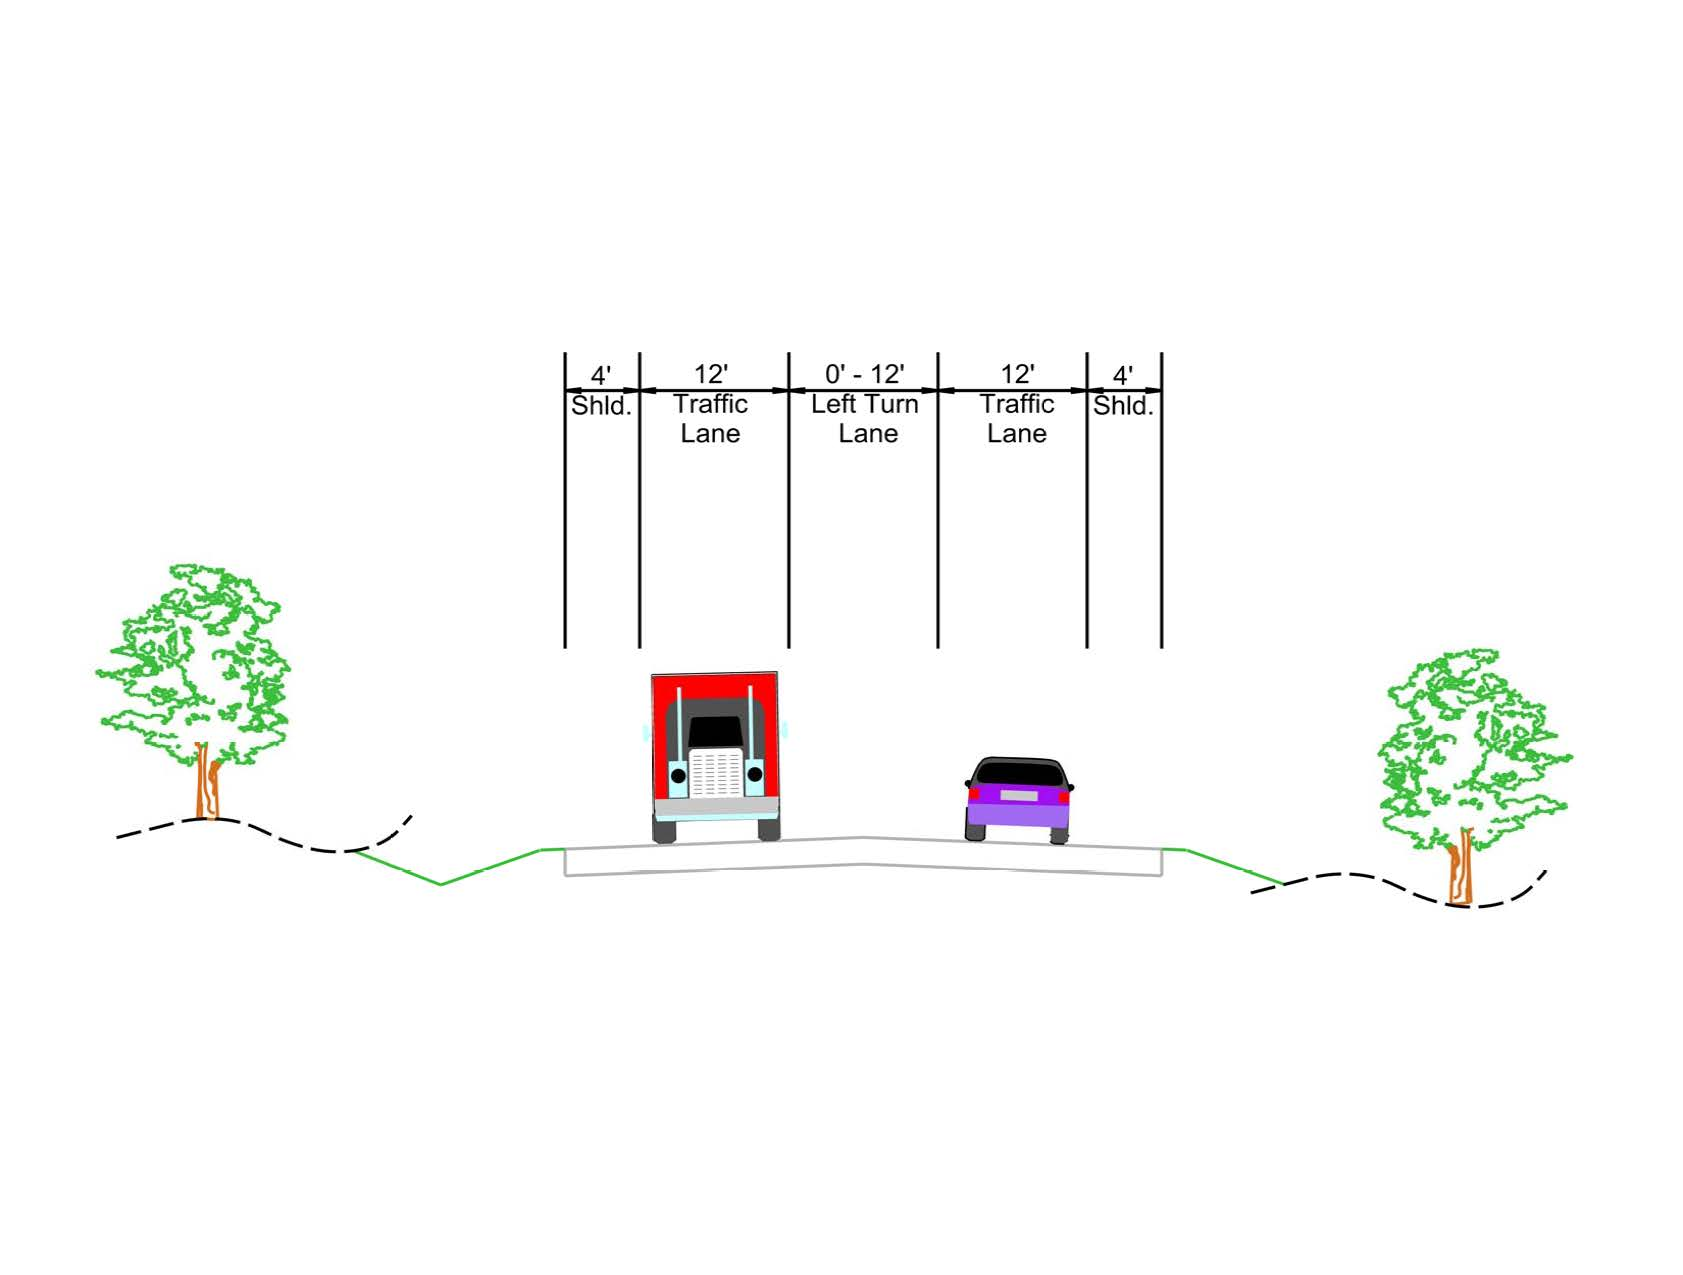 4' 12' 0' - 12' 12' 4'
Shld. Traffic Left Turn Traffic Shld.
Lane Lane Lane